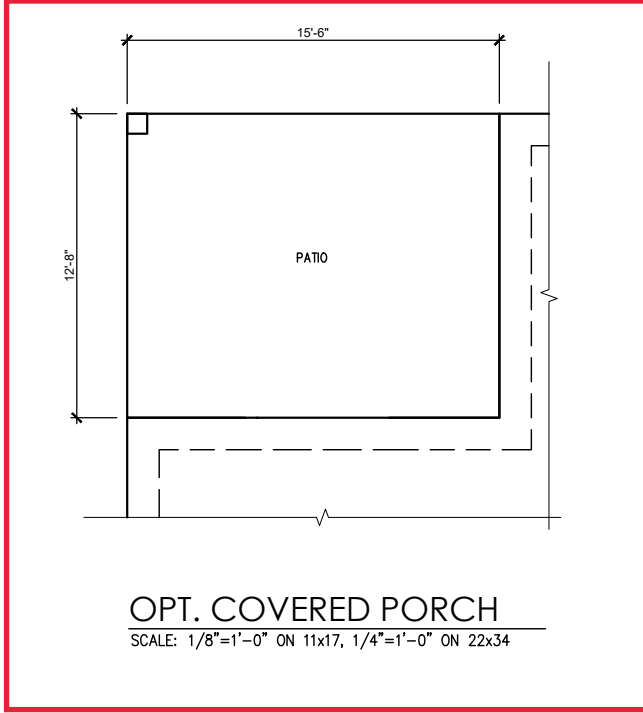 15'-6"
12'-8"
PATIO
OPT. COVERED PORCH
SCALE: 1/8"=1'-0" ON 11x17, 1/4"=1'-0" ON 22x34